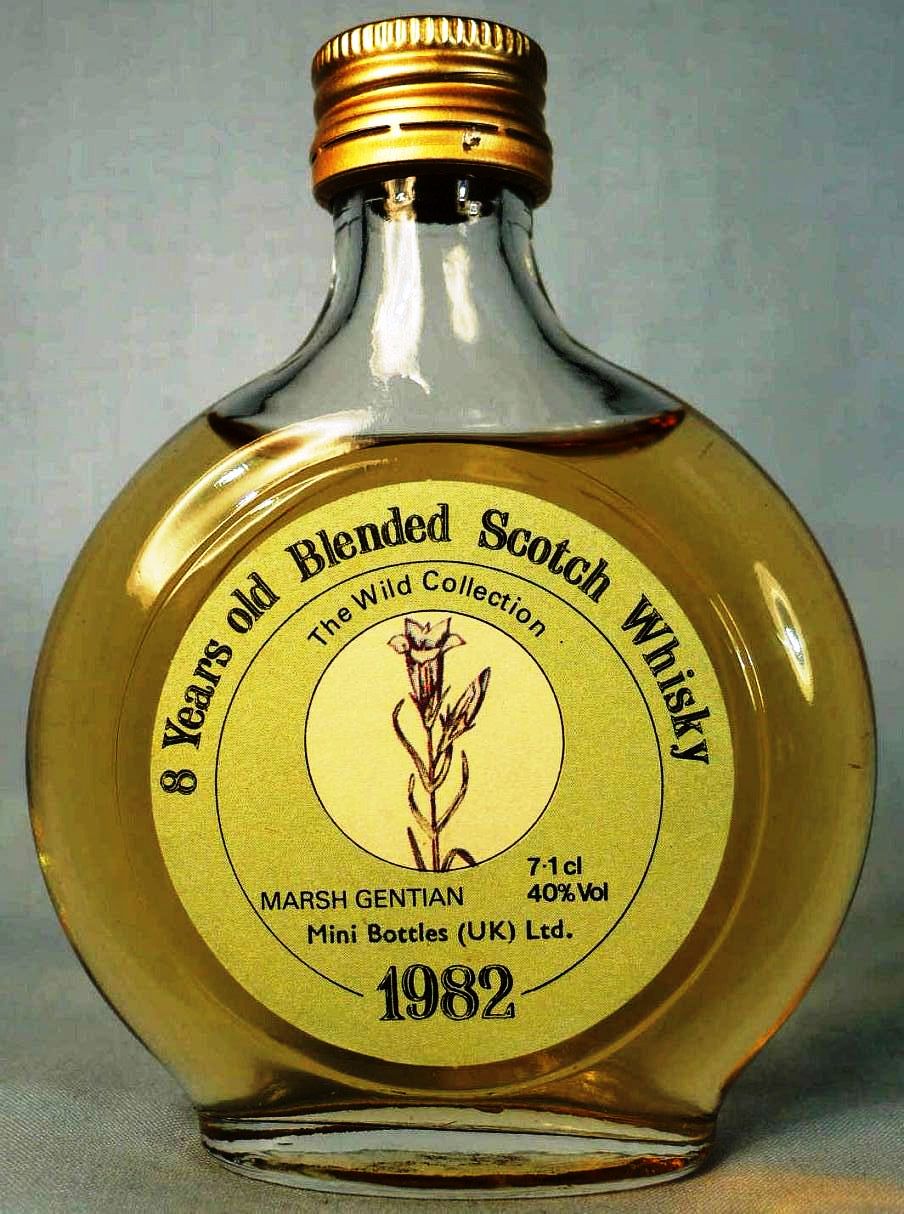 8 Years old Blended Scotch Whisky
The Wild Collection
7·1 cl
MARSH GENTIAN
40% Vol
Mini Bottles (UK) Ltd.
1982